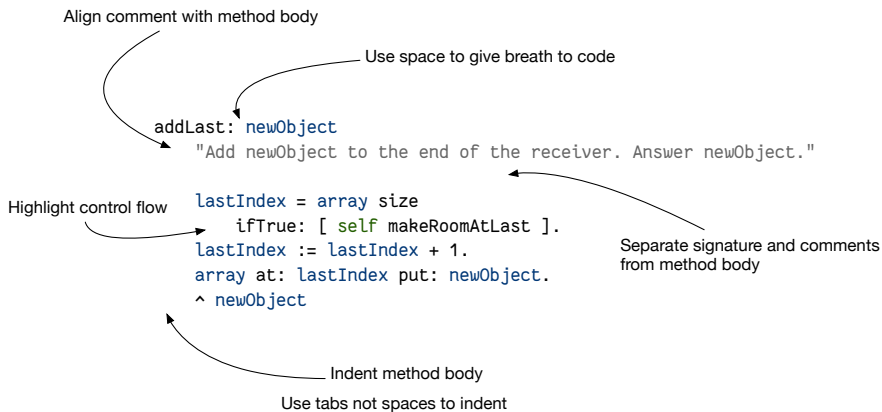 Align comment with method body
Use space to give breath to code
addLast: newObject
"Add newObject to the end of the receiver. Answer newObject."
lastIndex = array size
Highlight control flow
ifTrue: [ self makeRoomAtLast ].
Separate signature and comments
from method body
lastIndex := lastIndex + 1.
array at: lastIndex put: newObject.
^ newObject
Indent method body
Use tabs not spaces to indent